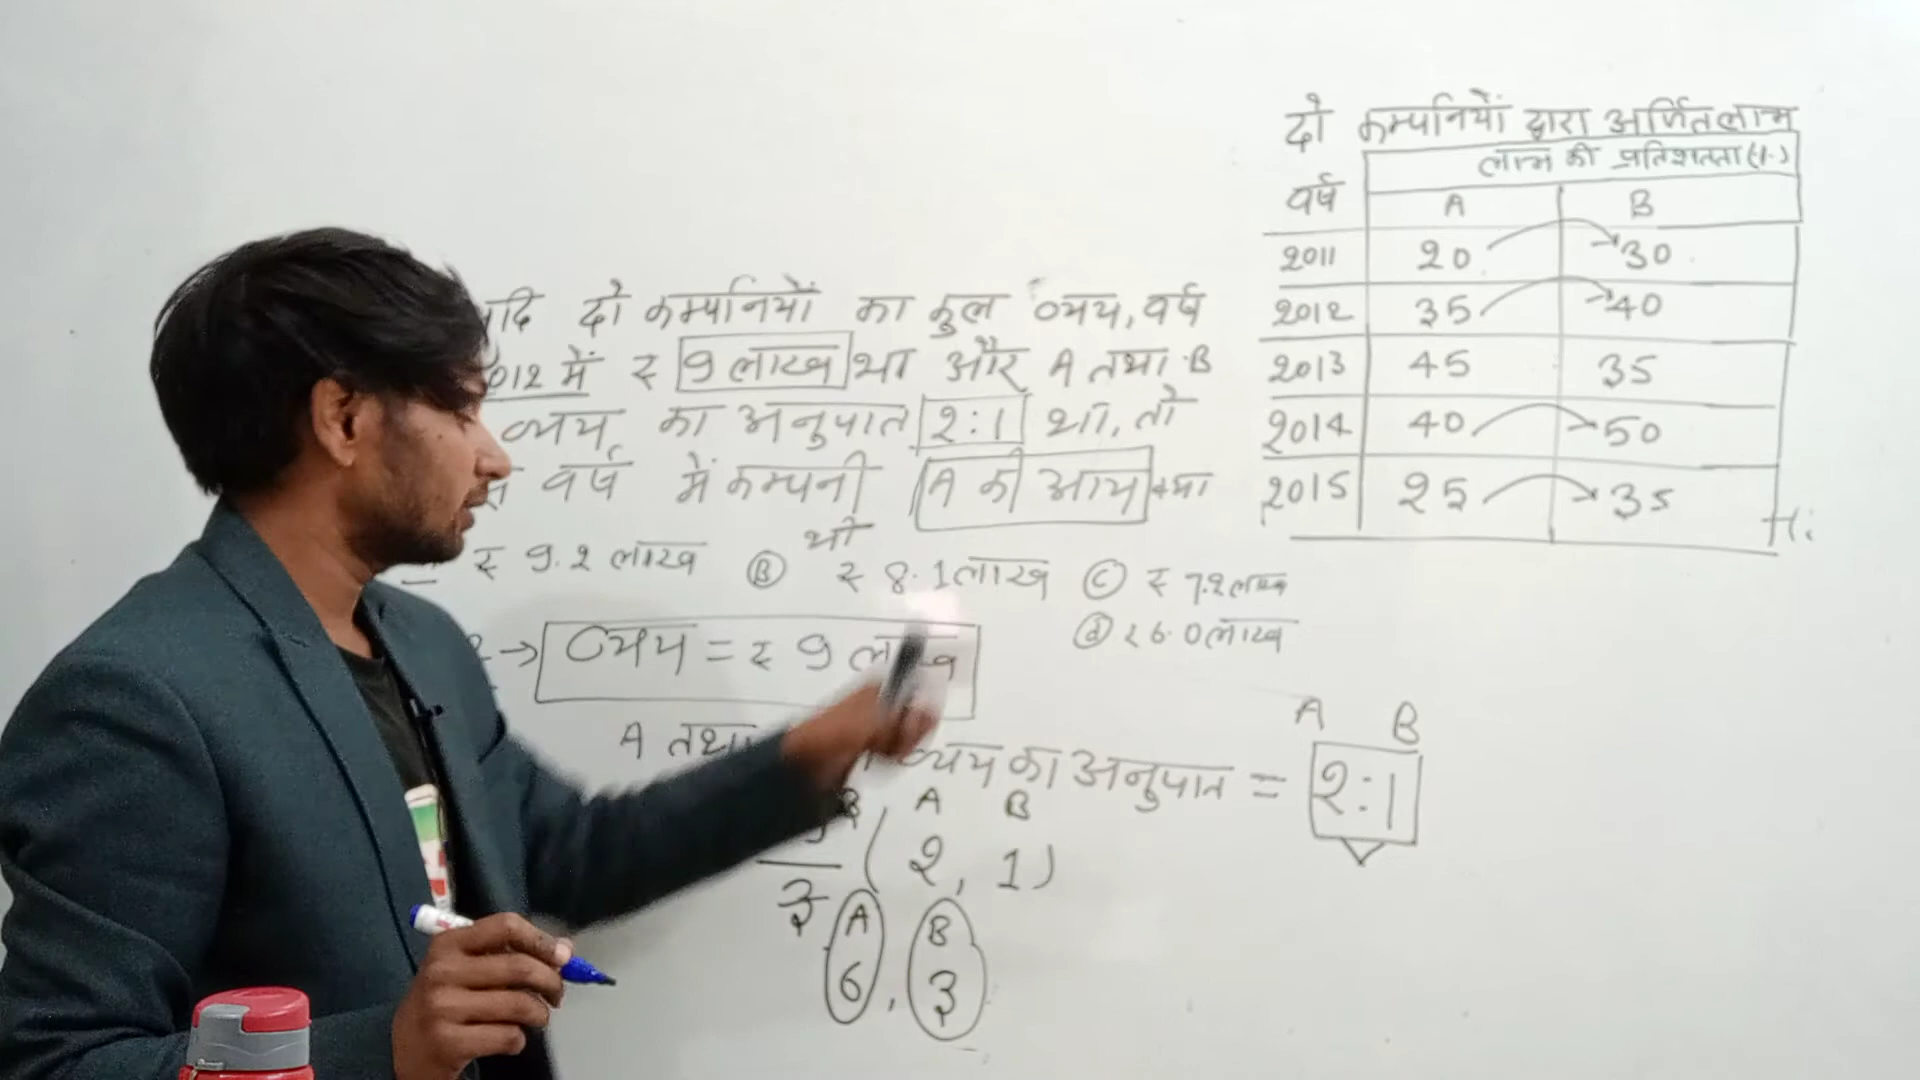 दो कम्पनियों द्वारा अर्जित लाभ
लाभ की प्रतिशतता (%)
वर्ष A B
2011 20 30
2012 35 40
2013 45 35
2014 40 50
2015 25 35
यदि दो कम्पनियों का कुल व्यय, वर्ष
2012 में ₹ 9 लाख था और A तथा B
व्यय का अनुपात 2:1 था, तो
वर्ष में कम्पनी A की आय क्या
थी
₹ 9.2 लाख Ⓑ ₹ 8.1 लाख Ⓒ ₹ 7.2 लाख
ⓓ ₹ 6.0 लाख
→ व्यय = ₹ 9 लाख
A तथा व्यय का अनुपात = 2:1
A B
A B
3 (2, 1)
A B
6, 3